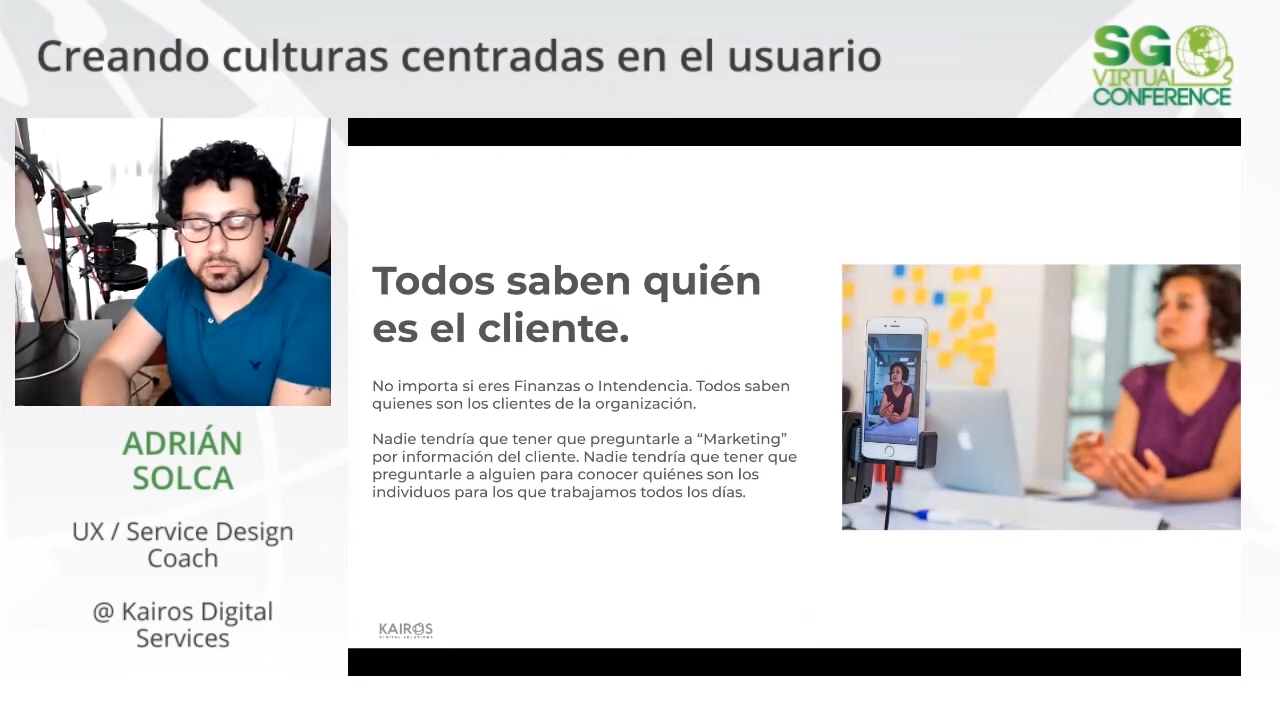 Creando culturas centradas en el usuario
SG
VIRTUAL
CONFERENCE
ADRIÁN
SOLCA
UX / Service Design
Coach
@ Kairos Digital
Services
Todos saben quién
es el cliente.
No importa si eres Finanzas o Intendencia. Todos saben
quienes son los clientes de la organización.
Nadie tendría que tener que preguntarle a “Marketing”
por información del cliente. Nadie tendría que tener que
preguntarle a alguien para conocer quiénes son los
individuos para los que trabajamos todos los días.
KAIROS
DIGITAL SOLUTIONS